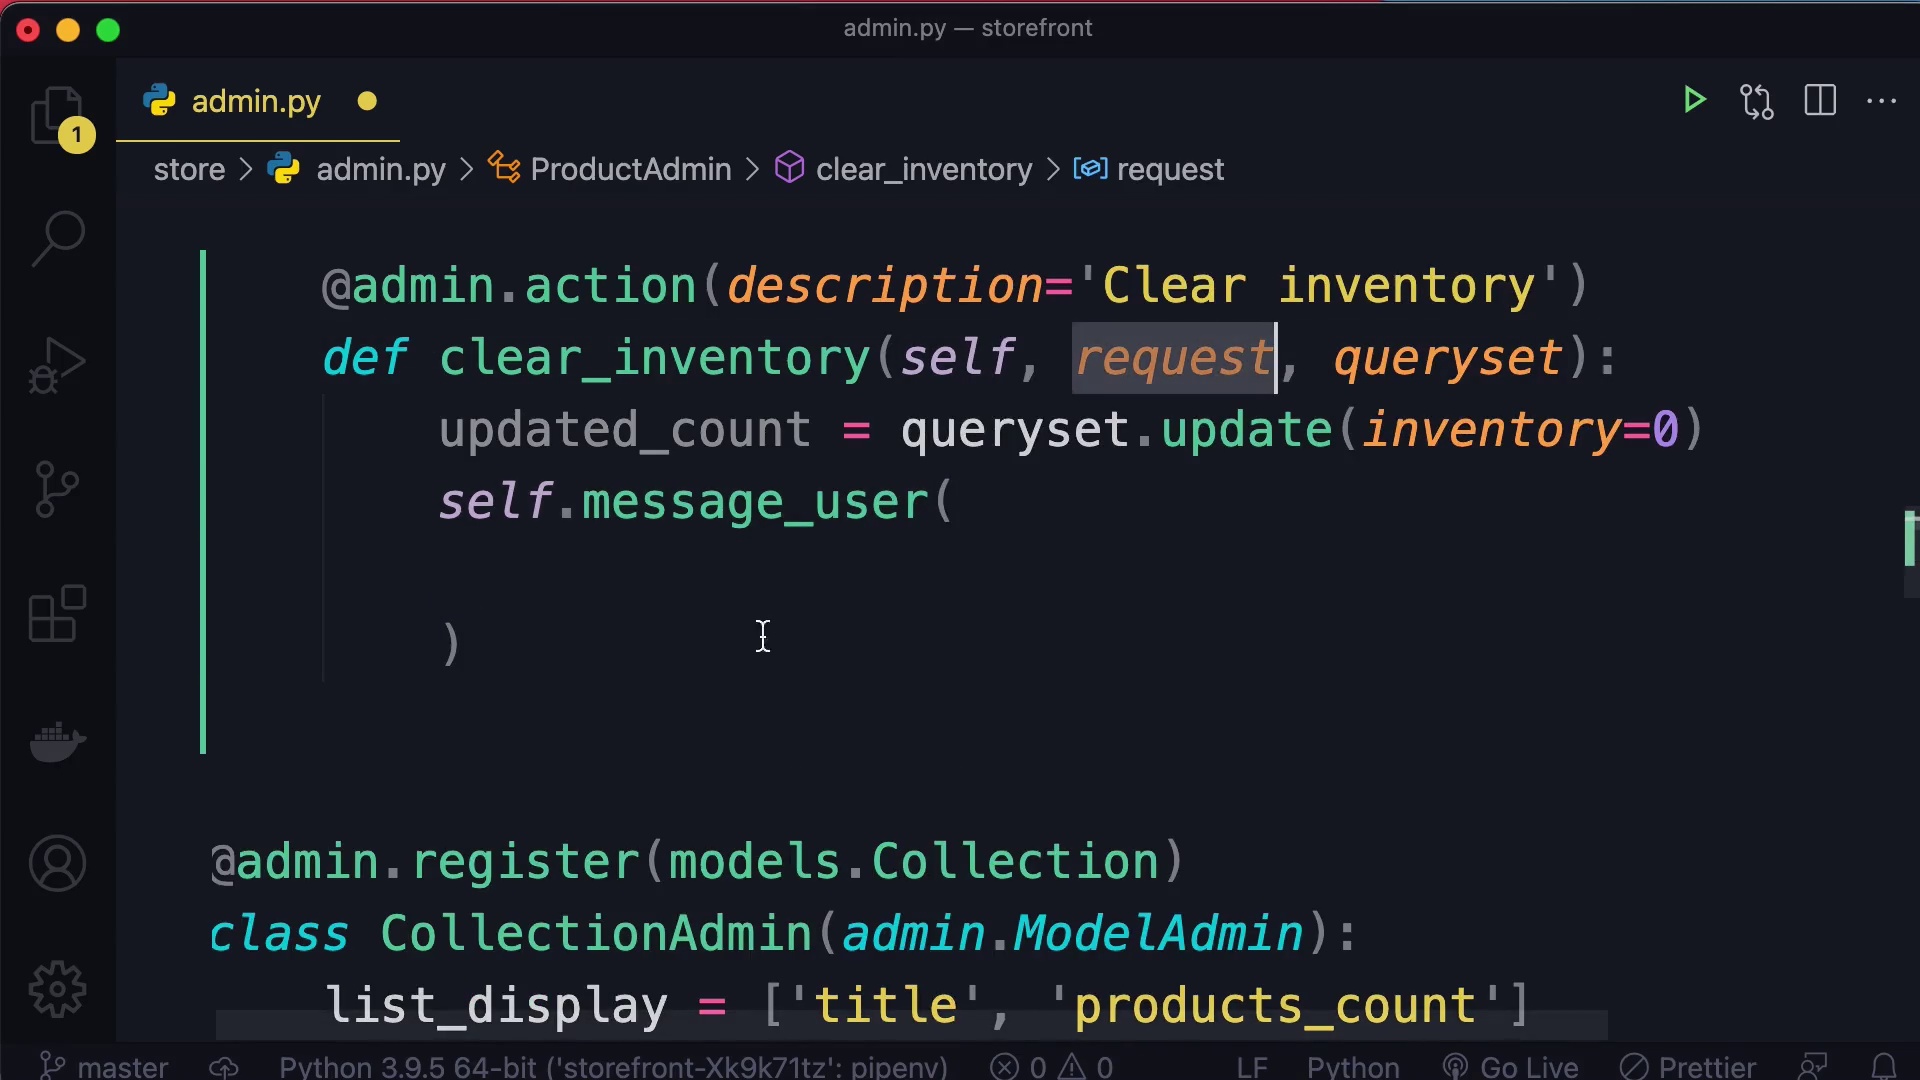 admin.py — storefront
admin.py
1
store > admin.py > ProductAdmin > clear_inventory > request
@admin.action(description='Clear inventory')
def clear_inventory(self, request, queryset):
updated_count = queryset.update(inventory=0)
self.message_user(
)
@admin.register(models.Collection)
class CollectionAdmin(admin.ModelAdmin):
list_display = ['title', 'products_count']
master Python 3.9.5 64-bit ('storefront-Xk9k71tz': pipenv) 0 0 LF Python Go Live Prettier